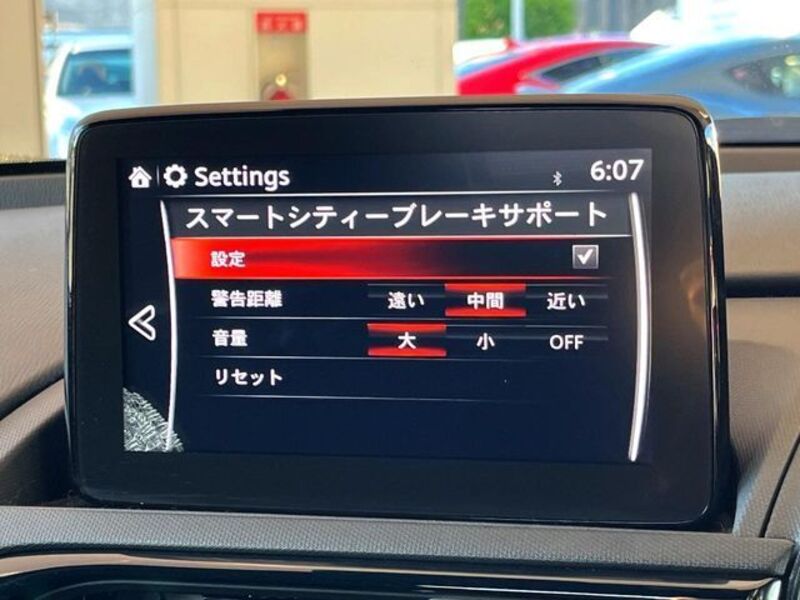 Settings 6:07
スマートシティーブレーキサポート
設定
警告距離 遠い 中間 近い
音量 大 小 OFF
リセット